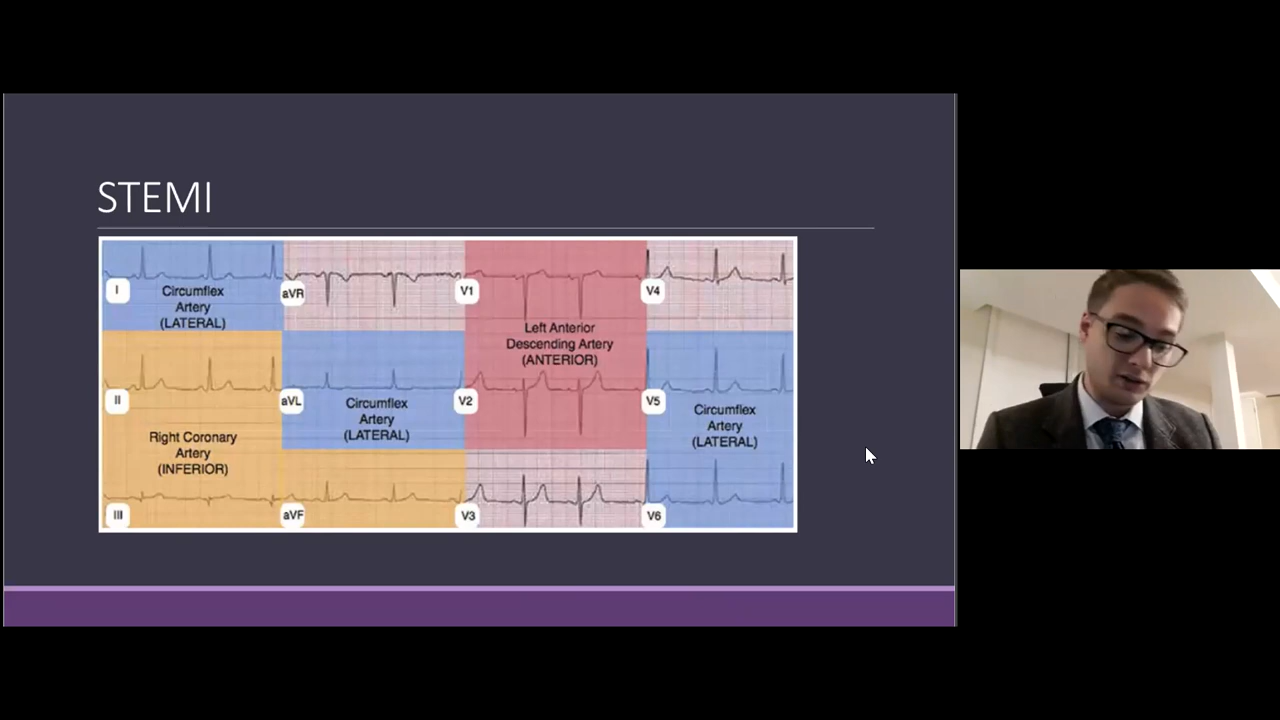 STEMI
I
Circumflex
Artery
(LATERAL)
aVR
V1
Left Anterior
Descending Artery
(ANTERIOR)
V4
II
Right Coronary
Artery
(INFERIOR)
aVL
Circumflex
Artery
(LATERAL)
V2
V5
Circumflex
Artery
(LATERAL)
III
aVF
V3
V6